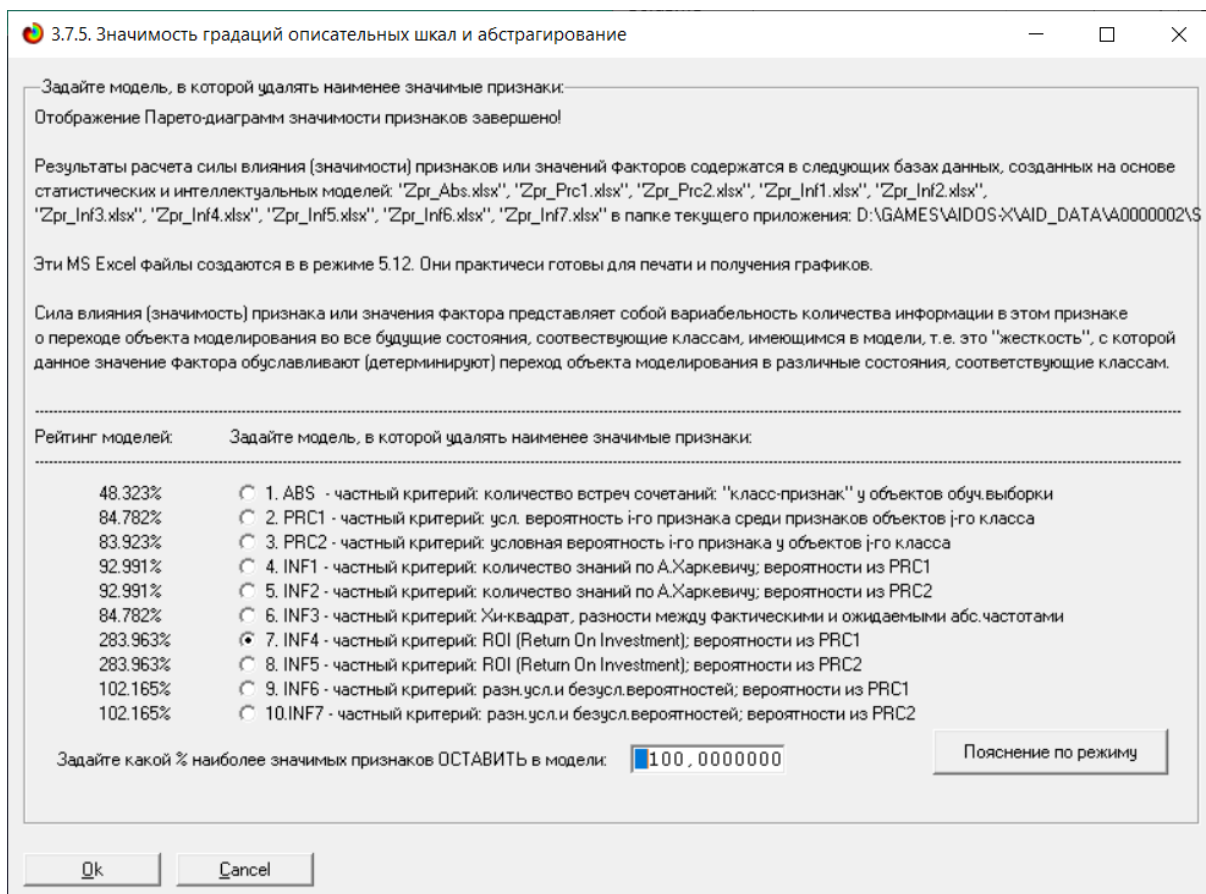 3.7.5. Значимость градаций описательных шкал и абстрагирование
Задайте модель, в которой удалять наименее значимые признаки:
Отображение Парето-диаграмм значимости признаков завершено!
Результаты расчета силы влияния (значимости) признаков или значений факторов содержатся в следующих базах данных, созданных на основе
статистических и интеллектуальных моделей: "Zpr_Abs.xlsx", "Zpr_Prc1.xlsx", "Zpr_Prc2.xlsx", "Zpr_Inf1.xlsx", "Zpr_Inf2.xlsx",
"Zpr_Inf3.xlsx", "Zpr_Inf4.xlsx", "Zpr_Inf5.xlsx", "Zpr_Inf6.xlsx", "Zpr_Inf7.xlsx" в папке текущего приложения: D:\GAMES\AIDOS-X\AID_DATA\A0000002\S
Эти MS Excel файлы создаются в в режиме 5.12. Они практичеси готовы для печати и получения графиков.
Сила влияния (значимость) признака или значения фактора представляет собой вариабельность количества информации в этом признаке
о переходе объекта моделирования во все будущие состояния, соотвествующие классам, имеющимся в модели, т.е. это "жесткость", с которой
данное значение фактора обуславливают (детерминируют) переход объекта моделирования в различные состояния, соответствующие классам.
Рейтинг моделей: Задайте модель, в которой удалять наименее значимые признаки:
48.323% 1. ABS - частный критерий: количество встреч сочетаний: "класс-признак" у объектов обуч.выборки
84.782% 2. PRC1 - частный критерий: усл. вероятность i-го признака среди признаков объектов j-го класса
83.923% 3. PRC2 - частный критерий: условная вероятность i-го признака у объектов j-го класса
92.991% 4. INF1 - частный критерий: количество знаний по А.Харкевичу; вероятности из PRC1
92.991% 5. INF2 - частный критерий: количество знаний по А.Харкевичу; вероятности из PRC2
84.782% 6. INF3 - частный критерий: Хи-квадрат, разности между фактическими и ожидаемыми абс.частотами
283.963% 7. INF4 - частный критерий: ROI (Return On Investment); вероятности из PRC1
283.963% 8. INF5 - частный критерий: ROI (Return On Investment); вероятности из PRC2
102.165% 9. INF6 - частный критерий: разн.усл.и безусл.вероятностей; вероятности из PRC1
102.165% 10.INF7 - частный критерий: разн.усл.и безусл.вероятностей; вероятности из PRC2
Задайте какой % наиболее значимых признаков ОСТАВИТЬ в модели: 100,0000000
Пояснение по режиму
Ok Cancel